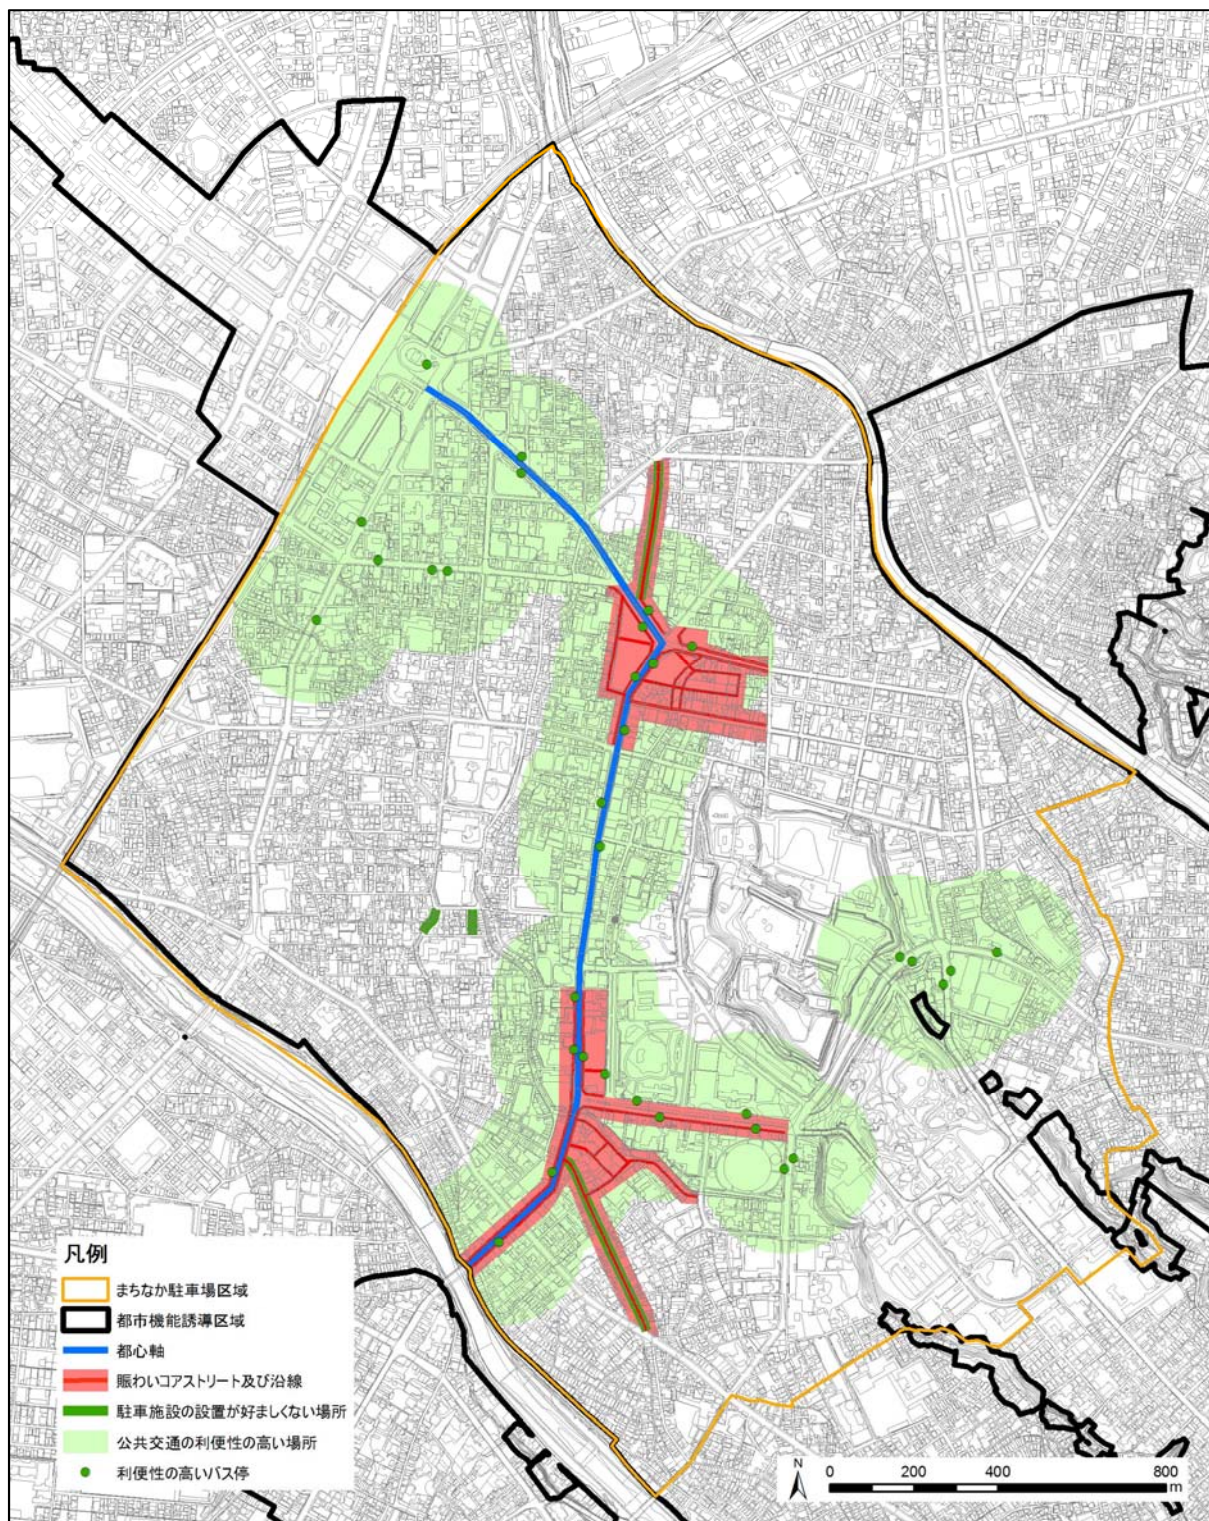 凡例
まちなか駐車場区域
都市機能誘導区域
都心軸
賑わいコアストリート及び沿線
駐車施設の設置が好ましくない場所
公共交通の利便性の高い場所
利便性の高いバス停
N
0 200 400 800
m